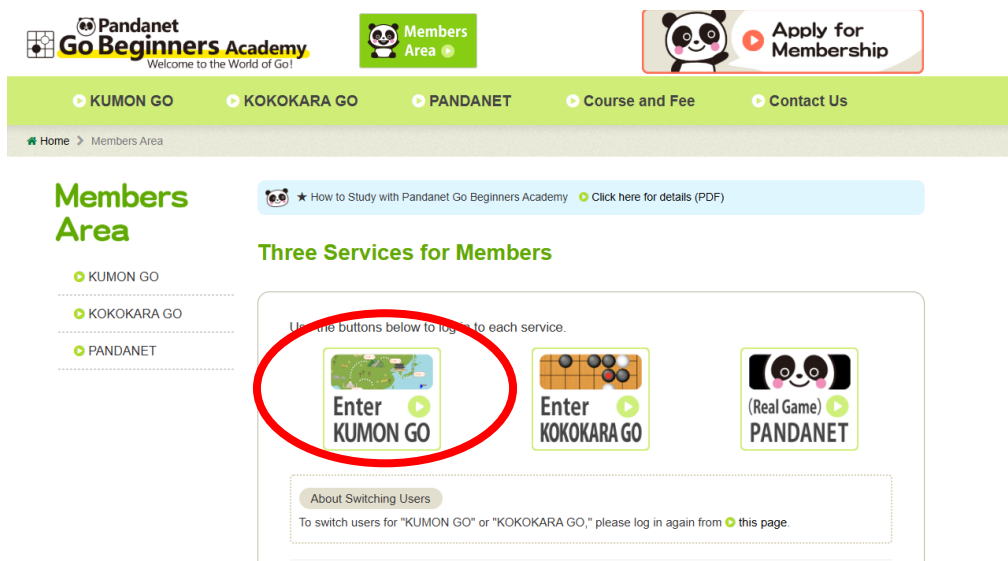 Pandanet
Go Beginners Academy
Welcome to the World of Go!
Members
Area
Apply for
Membership
KUMON GO
KOKOKARA GO
PANDANET
Course and Fee
Contact Us
Home > Members Area
Members
Area
KUMON GO
KOKOKARA GO
PANDANET
★ How to Study with Pandanet Go Beginners Academy Click here for details (PDF)
Three Services for Members
Use the buttons below to log in to each service.
Enter
KUMON GO
Enter
KOKOKARA GO
(Real Game)
PANDANET
About Switching Users
To switch users for "KUMON GO" or "KOKOKARA GO," please log in again from this page.